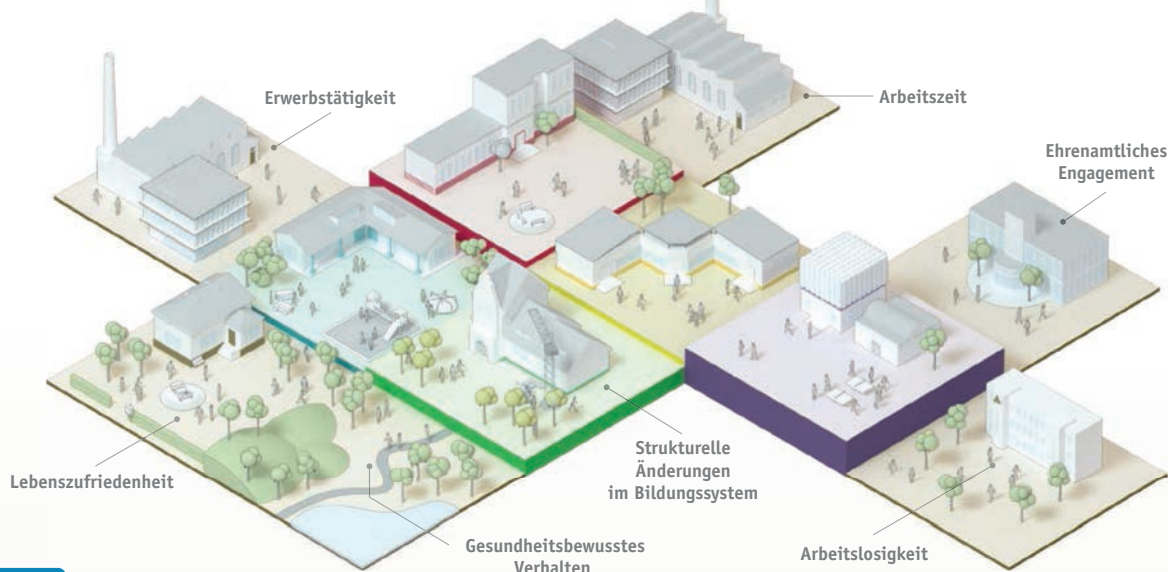 Erwerbstätigkeit
Arbeitszeit
Ehrenamtliches
Engagement
Lebenszufriedenheit
Strukturelle
Änderungen
im Bildungssystem
Gesundheitsbewusstes
Verhalten
Arbeitslosigkeit